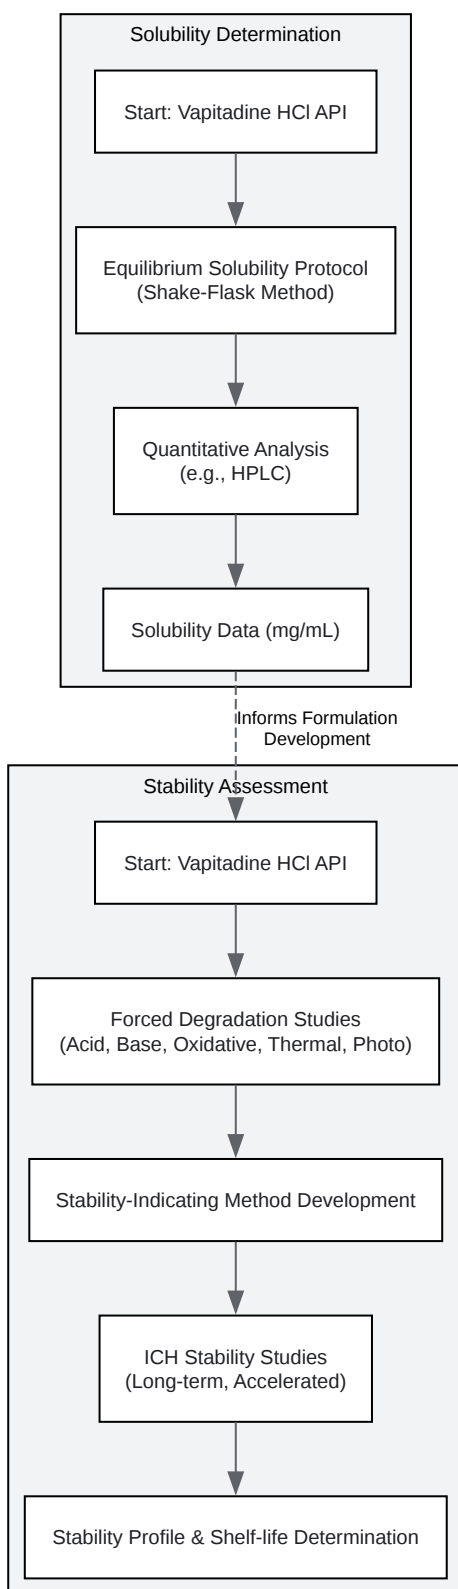 Solubility Determination
Start: Vapitadine HCl API
Equilibrium Solubility Protocol
(Shake-Flask Method)
Quantitative Analysis
(e.g., HPLC)
Solubility Data (mg/mL)
Informs Formulation
Development
Stability Assessment
Start: Vapitadine HCl API
Forced Degradation Studies
(Acid, Base, Oxidative, Thermal, Photo)
Stability-Indicating Method Development
ICH Stability Studies
(Long-term, Accelerated)
Stability Profile & Shelf-life Determination